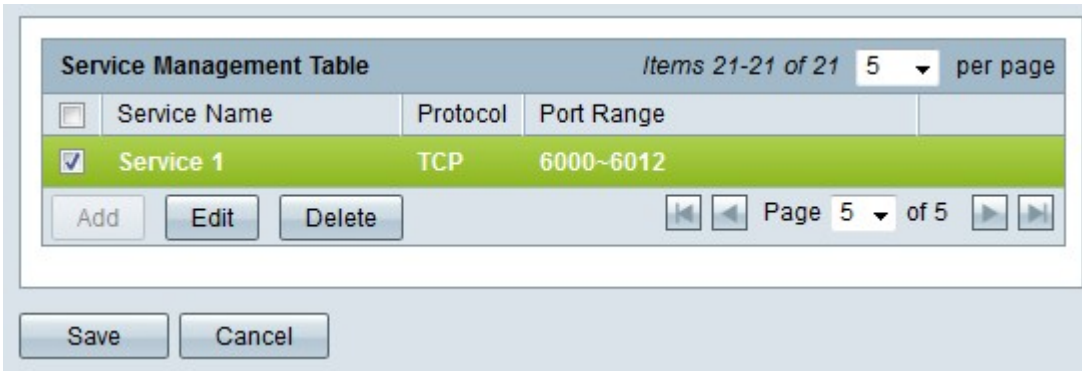 Service Management Table Items 21-21 of 21 5 per page
Service Name Protocol Port Range
Service 1 TCP 6000~6012
Add Edit Delete Page 5 of 5
Save Cancel